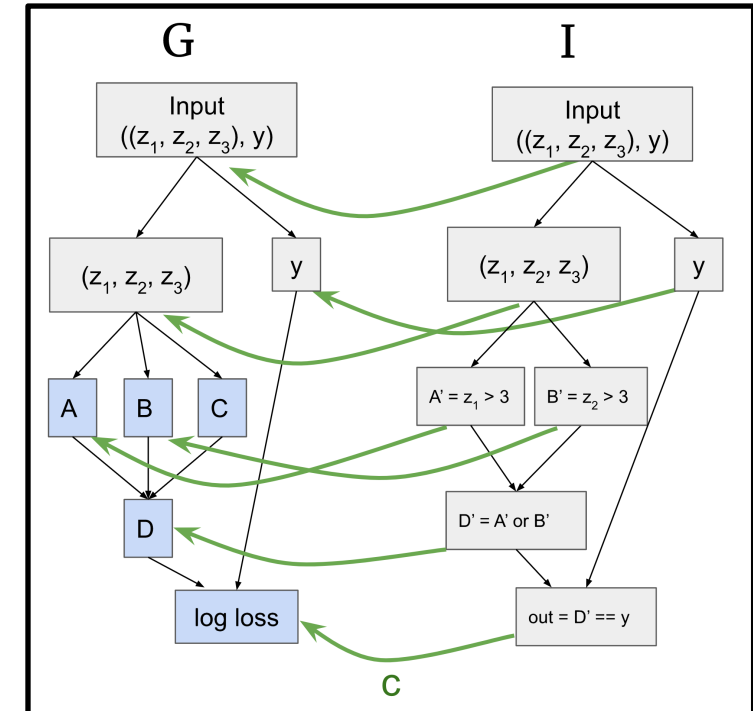 G
I
Input
((z₁, z₂, z₃), y)
Input
((z₁, z₂, z₃), y)
(z₁, z₂, z₃)
y
(z₁, z₂, z₃)
y
A
B
C
A' = z₁ > 3
B' = z₂ > 3
D
D' = A' or B'
log loss
out = D' == y
c